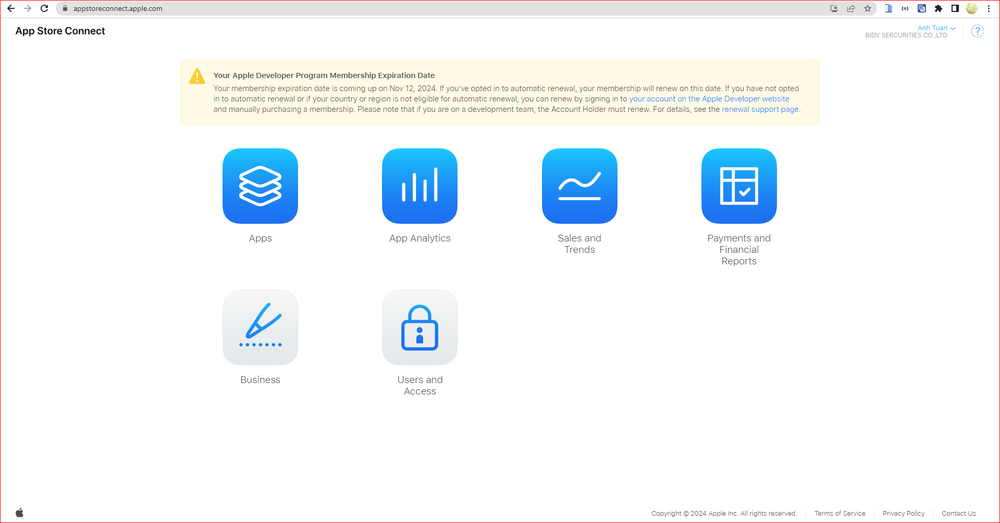 appstoreconnect.apple.com
App Store Connect
Anh Tuan
BIDV SERCURITIES CO.,LTD
?
Your Apple Developer Program Membership Expiration Date
Your membership expiration date is coming up on Nov 12, 2024. If you’ve opted in to automatic renewal, your membership will renew on this date. If you have not opted
in to automatic renewal or if your country or region is not eligible for automatic renewal, you can renew by signing in to your account on the Apple Developer website
and manually purchasing a membership. Please note that if you are on a development team, the Account Holder must renew. For details, see the renewal support page.
Apps
App Analytics
Sales and
Trends
Payments and
Financial
Reports
Business
Users and
Access
Copyright © 2024 Apple Inc. All rights reserved.
Terms of Service
Privacy Policy
Contact Us